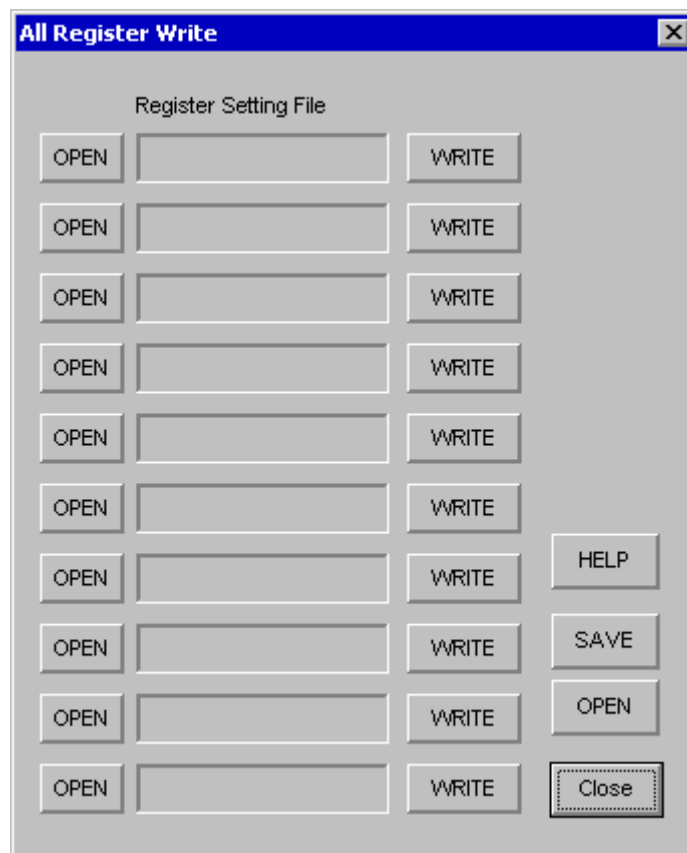 All Register Write
Register Setting File
OPEN WRITE
OPEN WRITE
OPEN WRITE
OPEN WRITE
OPEN WRITE
OPEN WRITE
OPEN WRITE HELP
OPEN WRITE SAVE
OPEN WRITE OPEN
OPEN WRITE Close